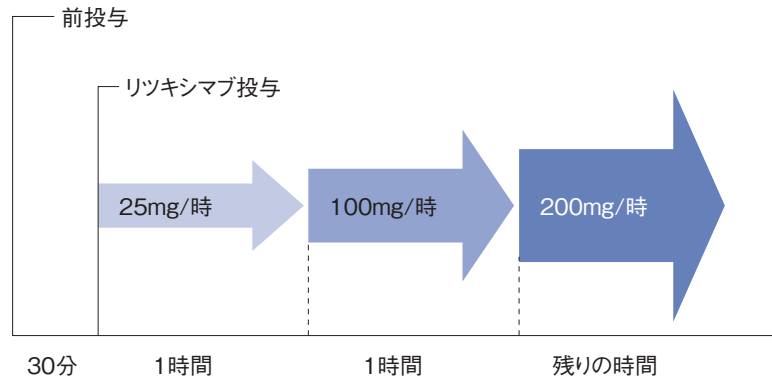 前投与
リツキシマブ投与
25mg/時
100mg/時
200mg/時
30分
1時間
1時間
残りの時間